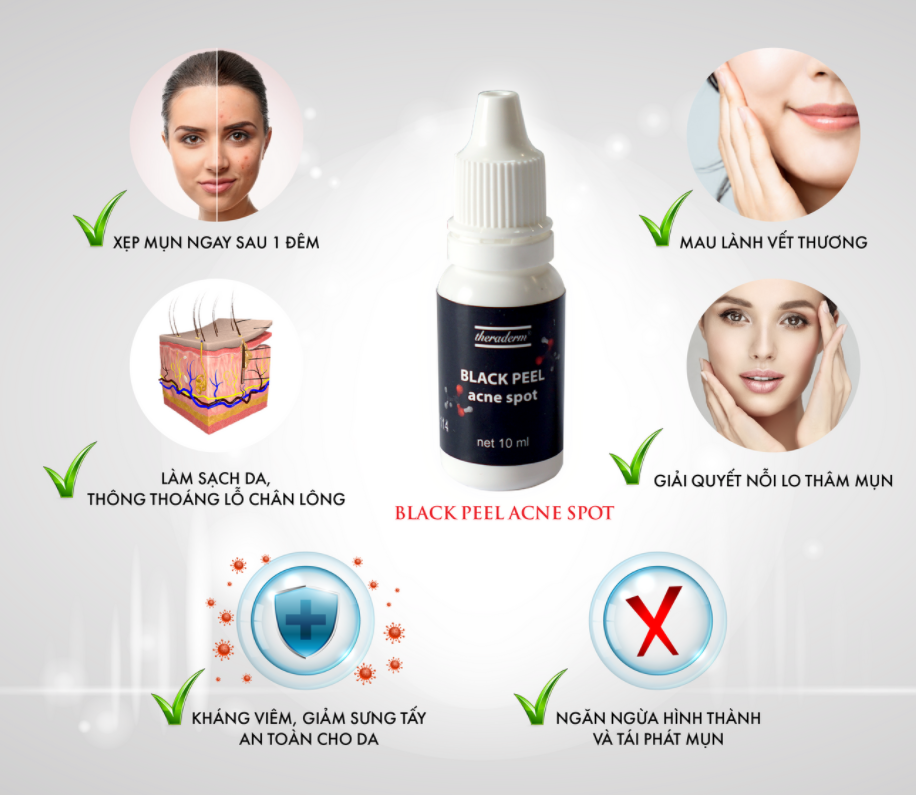 XẸP MỤN NGAY SAU 1 ĐÊM
MAU LÀNH VẾT THƯƠNG
theraderm
BLACK PEEL
acne spot
net 10 ml
LÀM SẠCH DA,
THÔNG THOÁNG LỖ CHÂN LÔNG
GIẢI QUYẾT NỖI LO THÂM MỤN
BLACK PEEL ACNE SPOT
KHÁNG VIÊM, GIẢM SƯNG TẤY
AN TOÀN CHO DA
NGĂN NGỪA HÌNH THÀNH
VÀ TÁI PHÁT MỤN